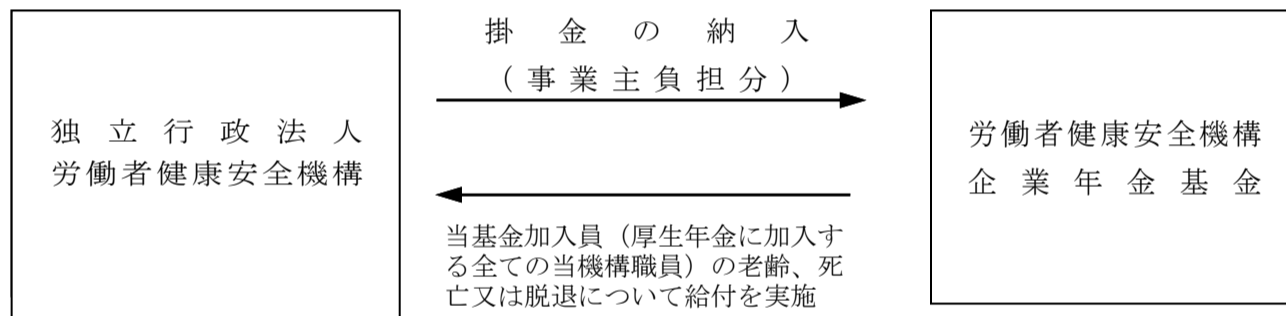 独立行政法人
労働者健康安全機構
掛金の納入
（事業主負担分）
当基金加入員（厚生年金に加入す
る全ての当機構職員）の老齢、死
亡又は脱退について給付を実施
労働者健康安全機構
企業年金基金